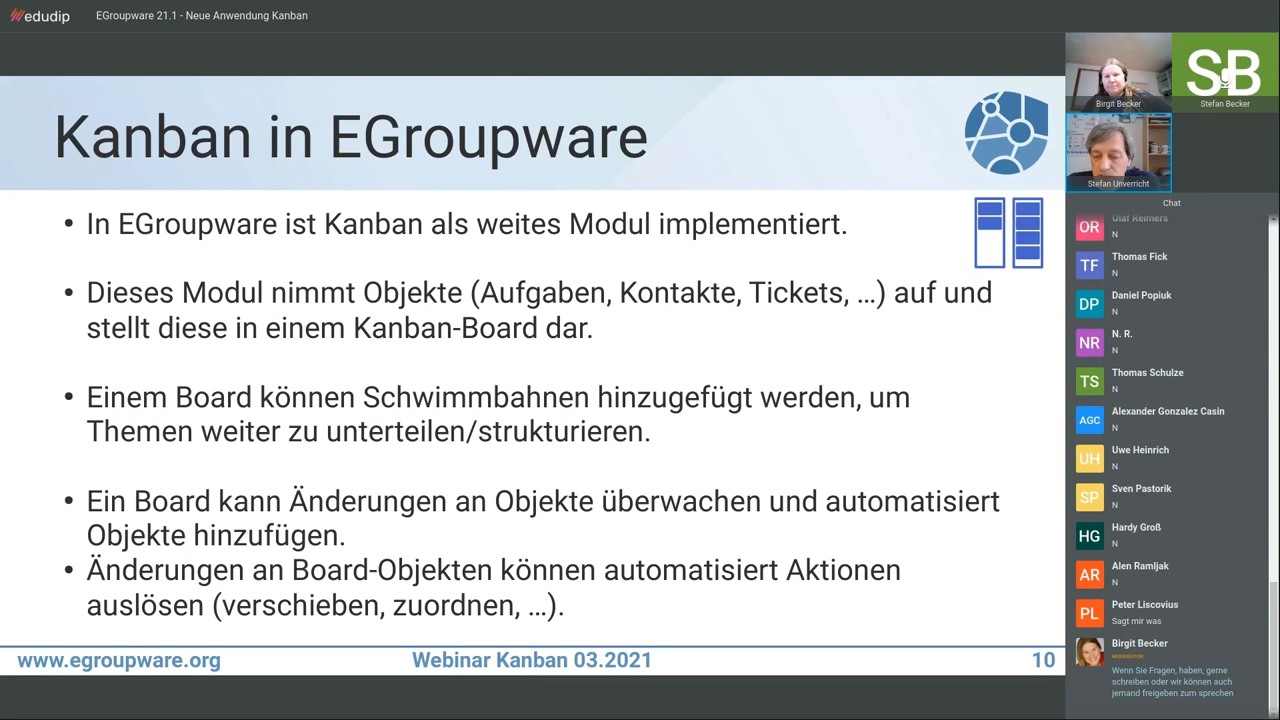 edudip
EGroupware 21.1 - Neue Anwendung Kanban
Kanban in EGroupware
• In EGroupware ist Kanban als weites Modul implementiert.
• Dieses Modul nimmt Objekte (Aufgaben, Kontakte, Tickets, …) auf und
stellt diese in einem Kanban-Board dar.
• Einem Board können Schwimmbahnen hinzugefügt werden, um
Themen weiter zu unterteilen/strukturieren.
• Ein Board kann Änderungen an Objekte überwachen und automatisiert
Objekte hinzufügen.
• Änderungen an Board-Objekten können automatisiert Aktionen
auslösen (verschieben, zuordnen, …).
www.egroupware.org
Webinar Kanban 03.2021
10
Birgit Becker
SB
Stefan Becker
Stefan Unverricht
Chat
OR
Olaf Reimers
N
TF
Thomas Fick
N
DP
Daniel Popiuk
N
NR
N. R.
N
TS
Thomas Schulze
N
AGC
Alexander Gonzalez Casin
N
UH
Uwe Heinrich
N
SP
Sven Pastorik
N
HG
Hardy Groß
N
AR
Alen Ramljak
N
PL
Peter Liscovius
Sagt mir was
Birgit Becker
MODERATOR
Wenn Sie Fragen, haben, gerne
schreiben oder wir können auch
jemand freigeben zum sprechen